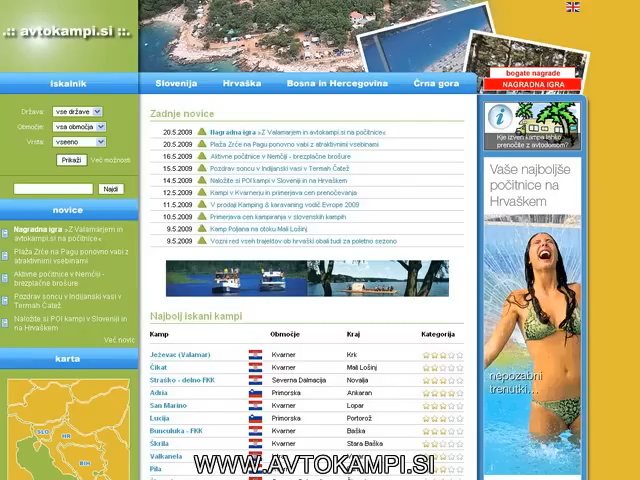 .:: avtokampi.si ::.
iskalnik
Slovenija
Hrvaška
Bosna in Hercegovina
Črna gora
bogate nagrade
NAGRADNA IGRA
Država: vse države
Območje: vsa območja
Vrsta: vseeno
Prikaži Več možnosti
Najdi
novice
Nagradna igra »Z Valamarjem in
avtokampi.si na počitnice«
Plaža Zrče na Pagu ponovno vabi z
atraktivnimi vsebinami
Aktivne počitnice v Nemčiji -
brezplačne brošure
Pozdrav soncu v Indijanski vasi v
Termah Čatež
Naložite si POI kampi v Sloveniji in
na Hrvaškem
Več novic
karta
SLO
HR
BIH
Zadnje novice
20.5.2009 Nagradna igra »Z Valamarjem in avtokampi.si na počitnice«
20.5.2009 Plaža Zrče na Pagu ponovno vabi z atraktivnimi vsebinami
16.5.2009 Aktivne počitnice v Nemčiji - brezplačne brošure
15.5.2009 Pozdrav soncu v Indijanski vasi v Termah Čatež
14.5.2009 Naložite si POI kampi v Sloveniji in na Hrvaškem
12.5.2009 Kampi v Kvarnerju in primerjava cen prenočevanja
11.5.2009 V prodaji Kamping & karavaning vodič Evrope 2009
10.5.2009 Primerjava cen kampiranja v slovenskih kampih
9.5.2009 Kamp Poljana na otoku Mali Lošinj
9.5.2009 Vozni red vseh trajektov ob hrvaški obali tudi za poletno sezono
Najbolj iskani kampi
Kamp Območje Kraj Kategorija
Ježevac (Valamar) Kvarner Krk
Čikat Kvarner Mali Lošinj
Straško - delno FKK Severna Dalmacija Novalja
Adria Primorska Ankaran
San Marino Kvarner Lopar
Lucija Primorska Portorož
Bunculuka - FKK Kvarner Baška
Škrila Kvarner Stara Baška
Valkanela
Pila
Kje izven kampa lahko
prenočite z avtodomom?
Vaše najboljše
počitnice na
Hrvaškem
nepozabni
trenutki...
WWW.AVTOKAMPI.SI